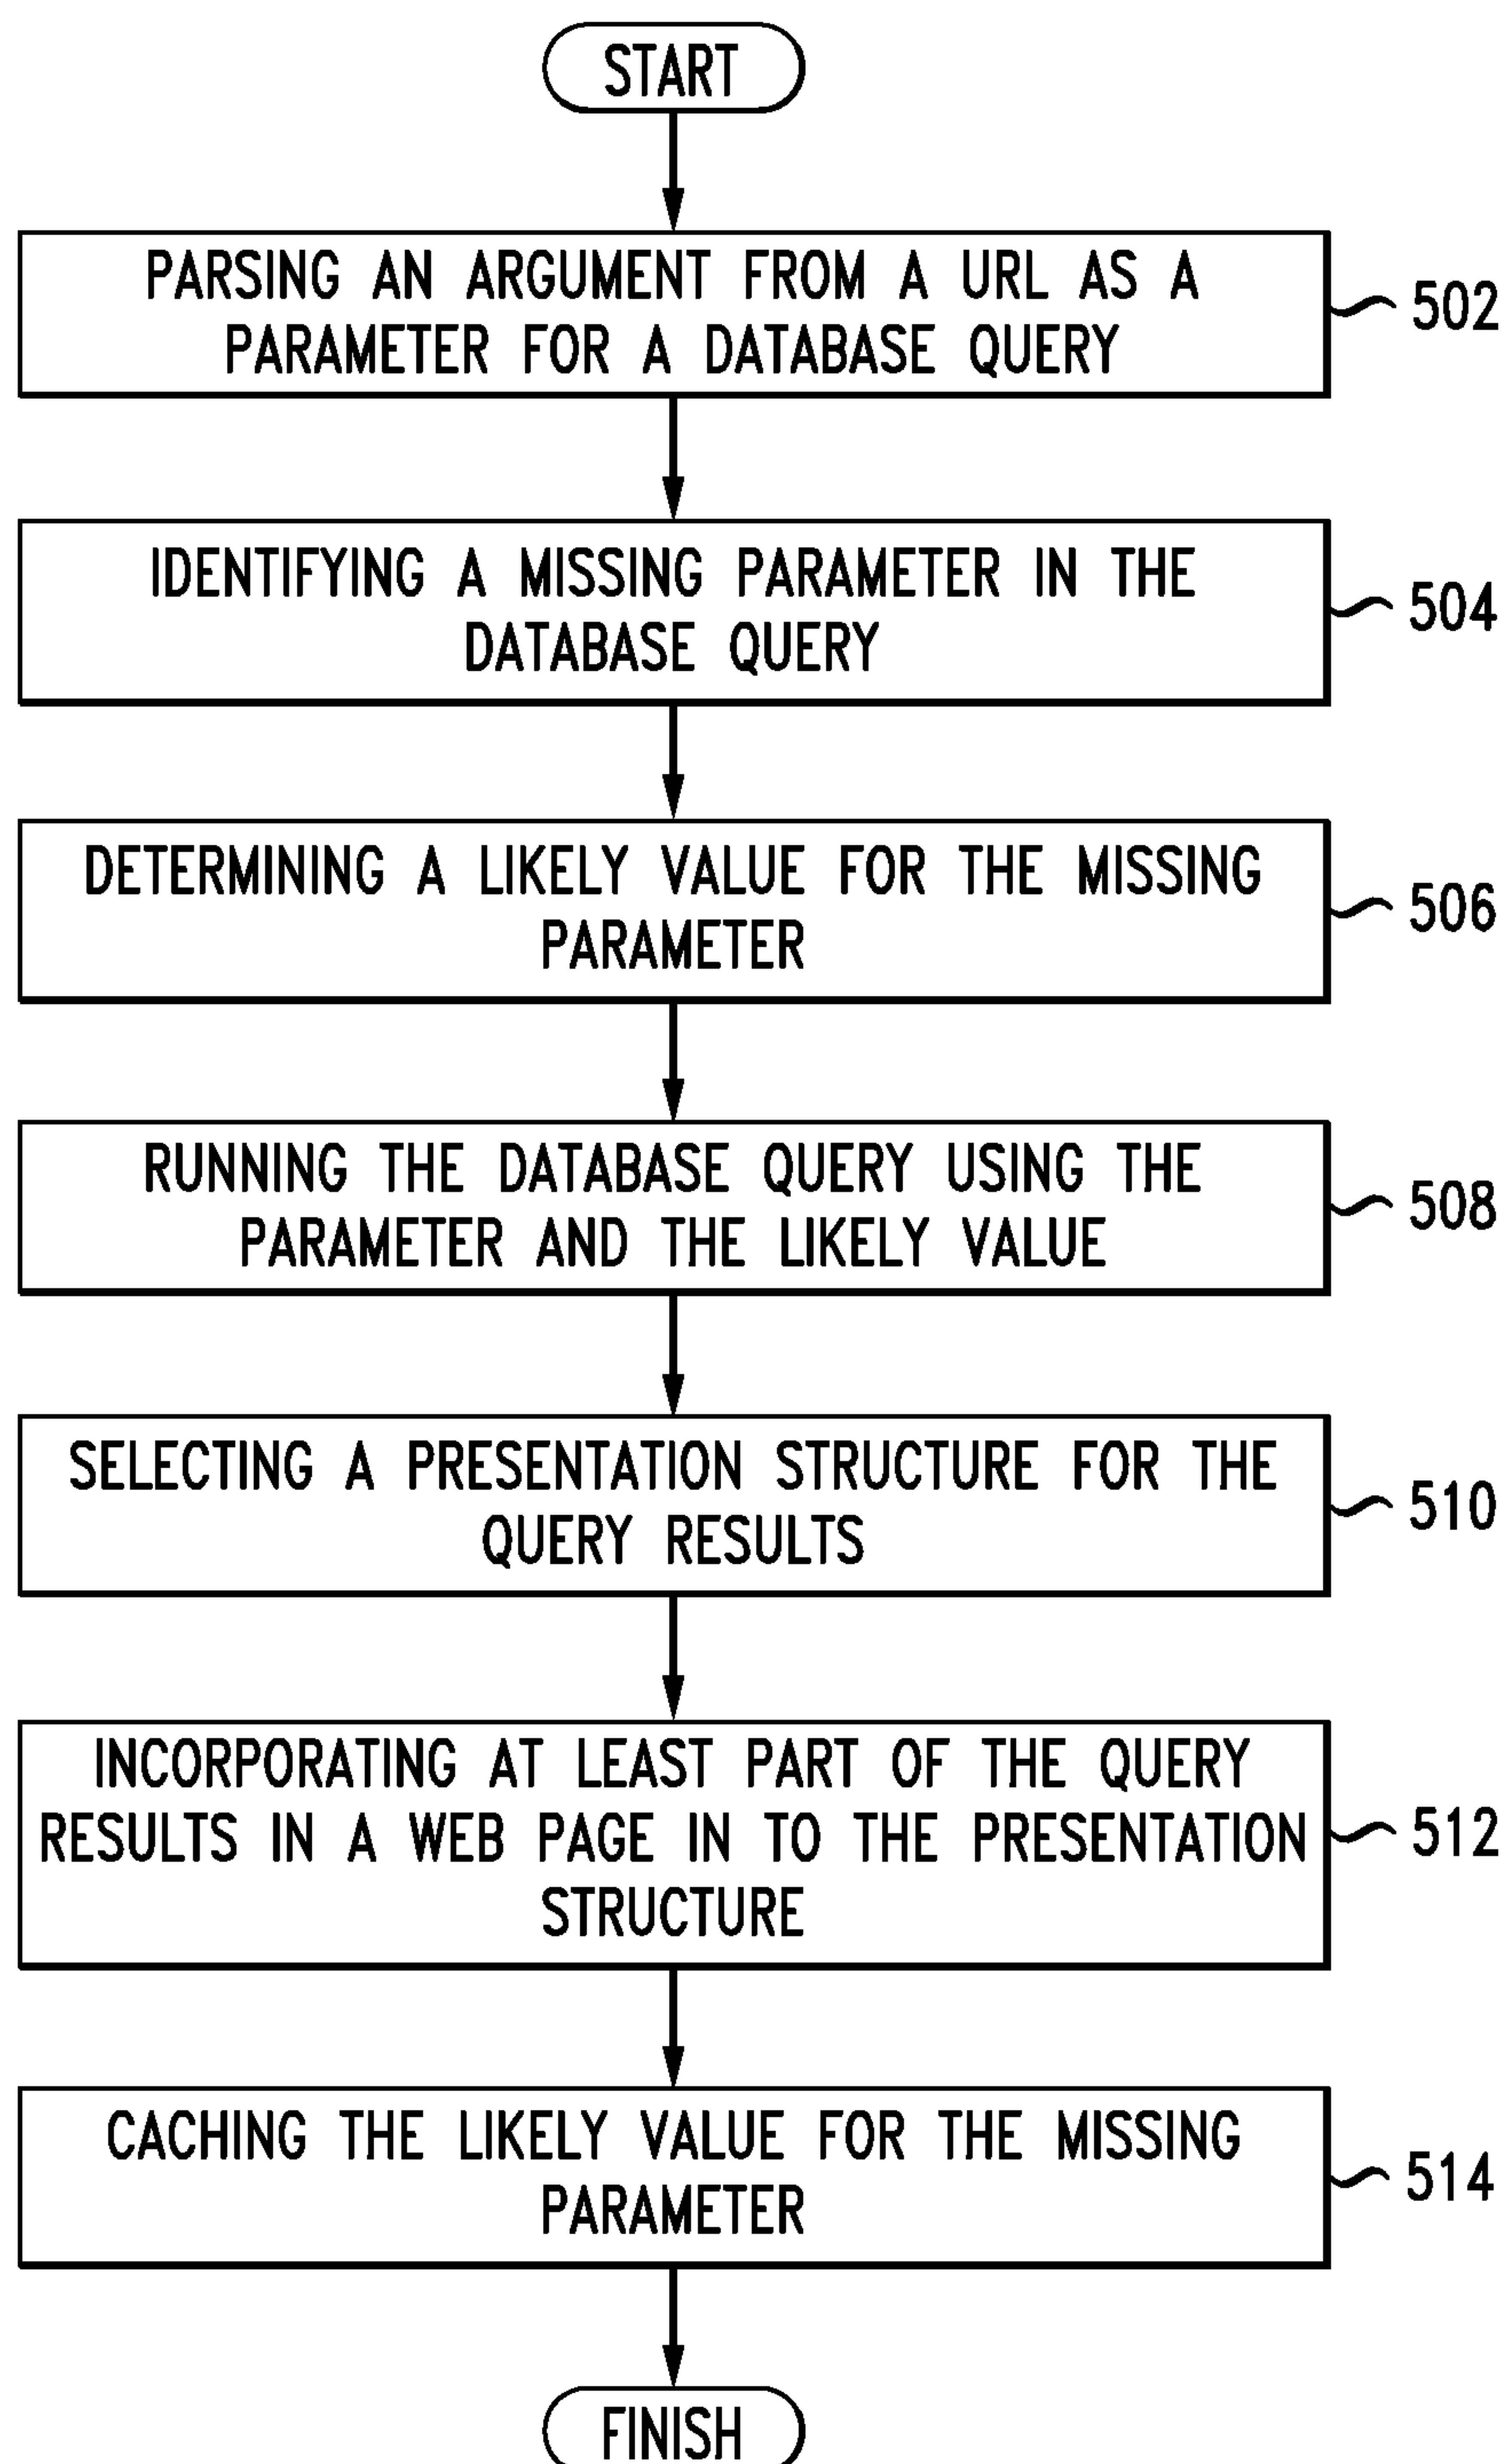 START
PARSING AN ARGUMENT FROM A URL AS A
PARAMETER FOR A DATABASE QUERY
502
IDENTIFYING A MISSING PARAMETER IN THE
DATABASE QUERY
504
DETERMINING A LIKELY VALUE FOR THE MISSING
PARAMETER
506
RUNNING THE DATABASE QUERY USING THE
PARAMETER AND THE LIKELY VALUE
508
SELECTING A PRESENTATION STRUCTURE FOR THE
QUERY RESULTS
510
INCORPORATING AT LEAST PART OF THE QUERY
RESULTS IN A WEB PAGE IN TO THE PRESENTATION
STRUCTURE
512
CACHING THE LIKELY VALUE FOR THE MISSING
PARAMETER
514
FINISH